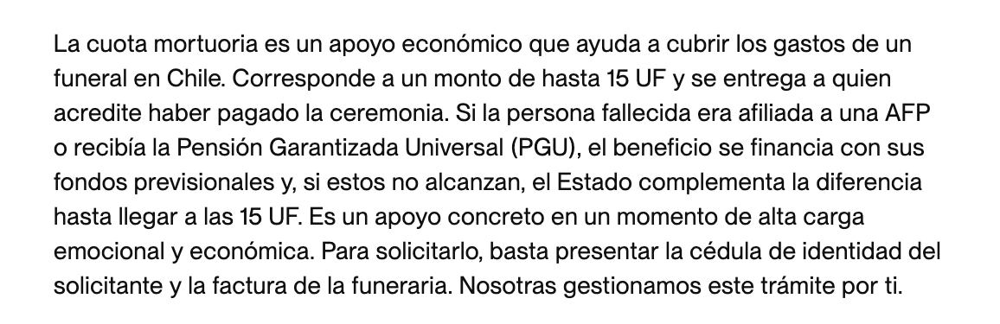 La cuota mortuoria es un apoyo económico que ayuda a cubrir los gastos de un
funeral en Chile. Corresponde a un monto de hasta 15 UF y se entrega a quien
acredite haber pagado la ceremonia. Si la persona fallecida era afiliada a una AFP
o recibía la Pensión Garantizada Universal (PGU), el beneficio se financia con sus
fondos previsionales y, si estos no alcanzan, el Estado complementa la diferencia
hasta llegar a las 15 UF. Es un apoyo concreto en un momento de alta carga
emocional y económica. Para solicitarlo, basta presentar la cédula de identidad del
solicitante y la factura de la funeraria. Nosotras gestionamos este trámite por ti.